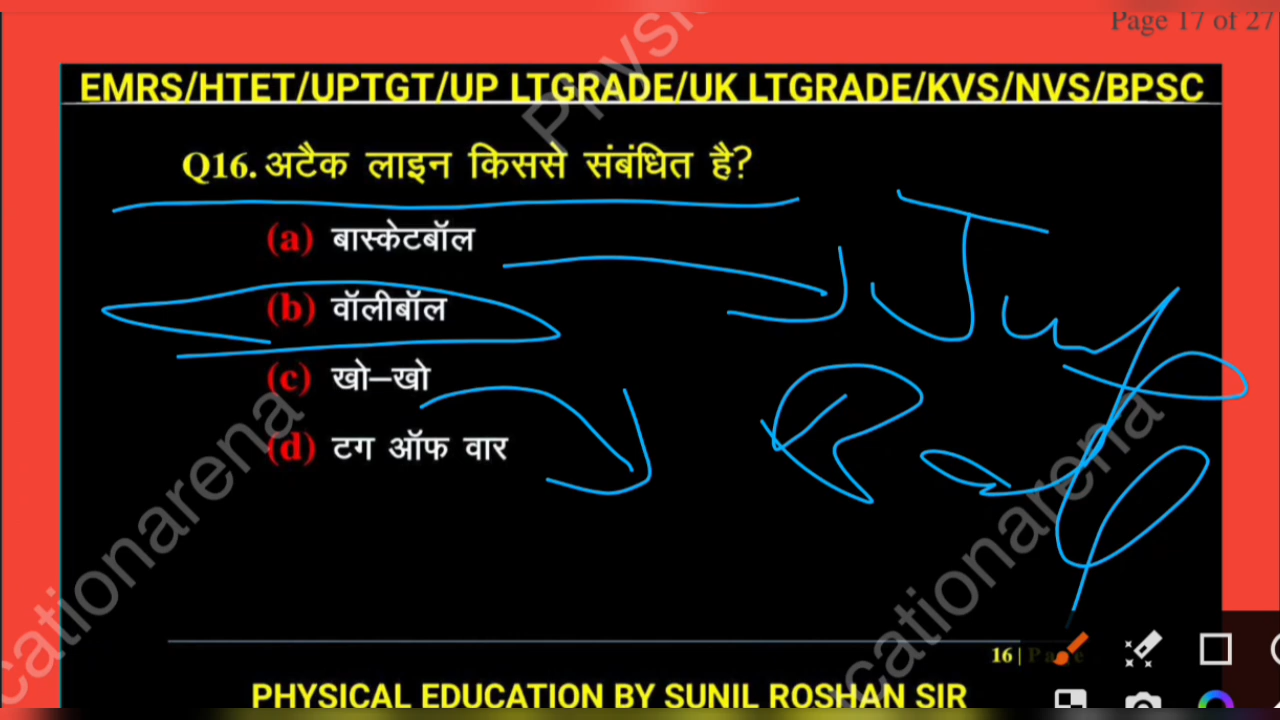 Page 17 of 27
EMRS/HTET/UPTGT/UP LTGRADE/UK LTGRADE/KVS/NVS/BPSC
Q16. अटैक लाइन किससे संबंधित है?
(a) बास्केटबॉल
(b) वॉलीबॉल
(c) खो–खो
(d) टग ऑफ वार
16 | Page
PHYSICAL EDUCATION BY SUNIL ROSHAN SIR